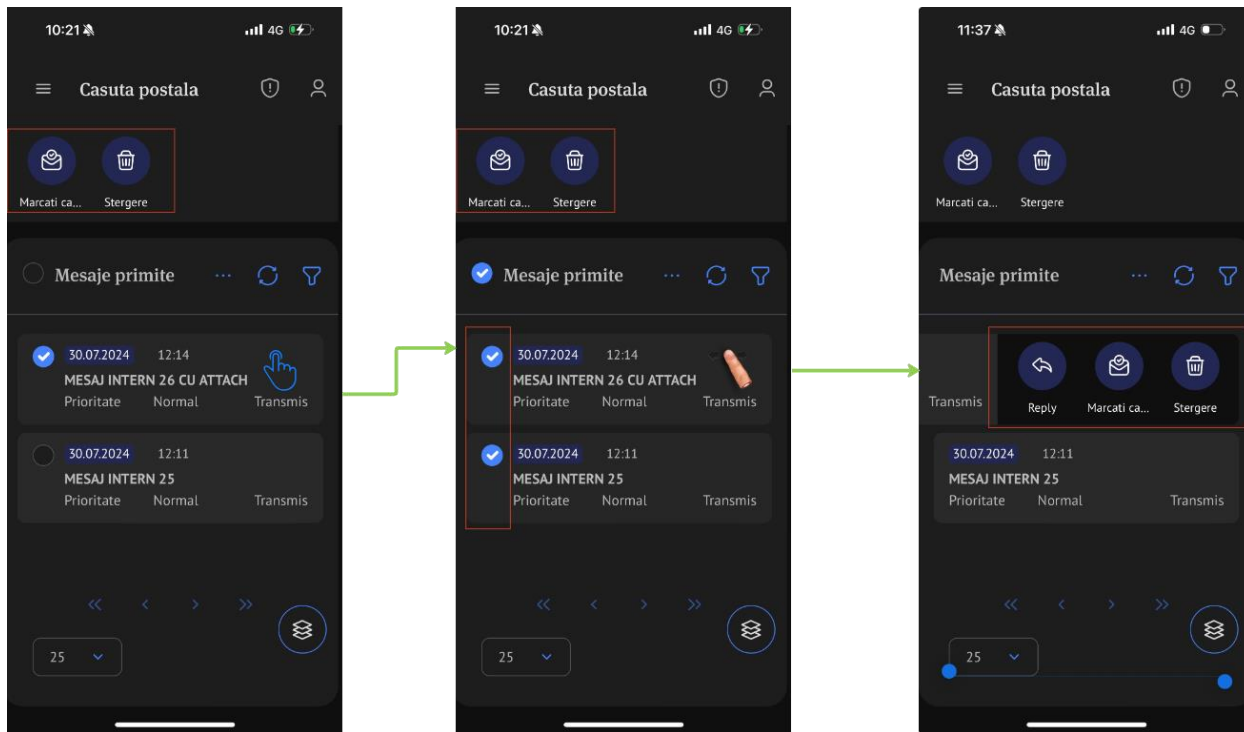 10:21 4G
Casuta postala
Marcati ca... Stergere
Mesaje primite ...
30.07.2024 12:14
MESAJ INTERN 26 CU ATTACH
Prioritate Normal Transmis
30.07.2024 12:11
MESAJ INTERN 25
Prioritate Normal Transmis
25
10:21 4G
Casuta postala
Marcati ca... Stergere
Mesaje primite ...
30.07.2024 12:14
MESAJ INTERN 26 CU ATTACH
Prioritate Normal Transmis
30.07.2024 12:11
MESAJ INTERN 25
Prioritate Normal Transmis
25
11:37 4G
Casuta postala
Marcati ca... Stergere
Mesaje primite ...
Transmis Reply Marcati ca... Stergere
30.07.2024 12:11
MESAJ INTERN 25
Prioritate Normal Transmis
25